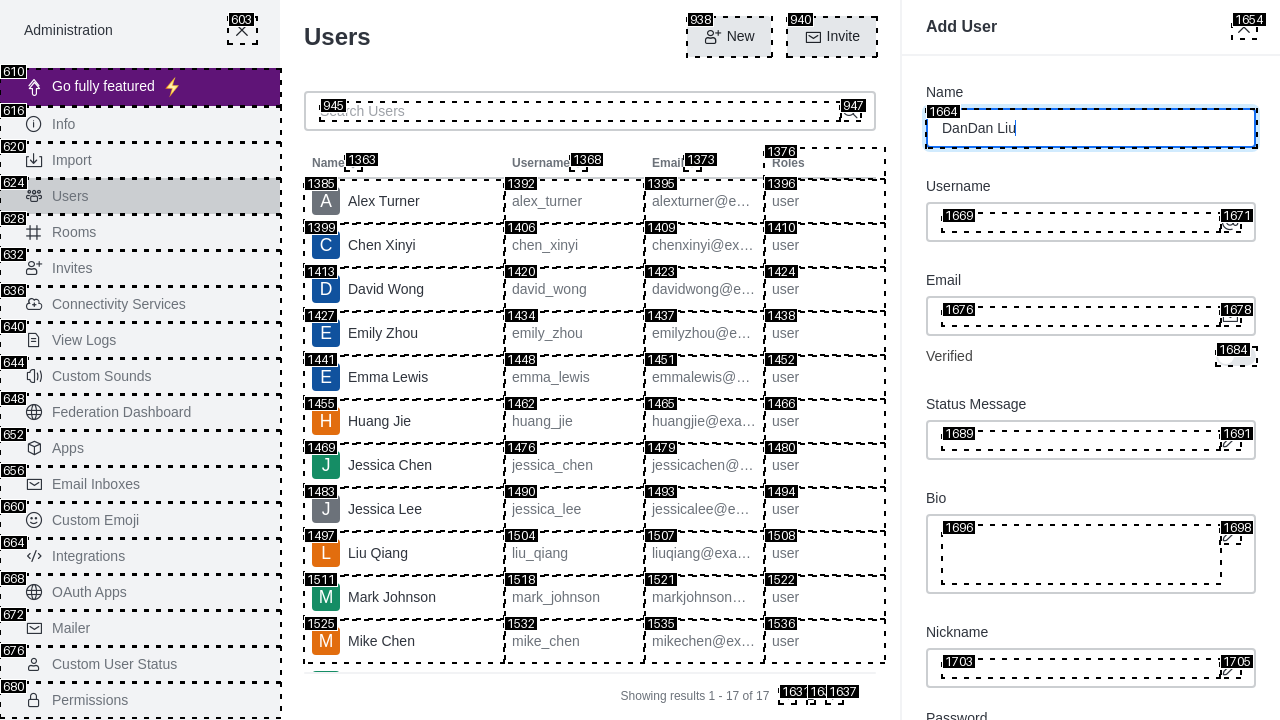 Administration
603
610
Go fully featured ⚡
616
Info
620
Import
624
Users
628
Rooms
632
Invites
636
Connectivity Services
640
View Logs
644
Custom Sounds
648
Federation Dashboard
652
Apps
656
Email Inboxes
660
Custom Emoji
664
Integrations
668
OAuth Apps
672
Mailer
676
Custom User Status
680
Permissions
Users
938
New
940
Invite
945
Search Users
947
Name 1363 Username 1368 Email 1373 1376 Roles
1385 1392 1395 1396
A Alex Turner alex_turner alexturner@e… user
1399 1406 1409 1410
C Chen Xinyi chen_xinyi chenxinyi@ex… user
1413 1420 1423 1424
D David Wong david_wong davidwong@e… user
1427 1434 1437 1438
E Emily Zhou emily_zhou emilyzhou@e… user
1441 1448 1451 1452
E Emma Lewis emma_lewis emmalewis@… user
1455 1462 1465 1466
H Huang Jie huang_jie huangjie@exa… user
1469 1476 1479 1480
J Jessica Chen jessica_chen jessicachen@… user
1483 1490 1493 1494
J Jessica Lee jessica_lee jessicalee@e… user
1497 1504 1507 1508
L Liu Qiang liu_qiang liuqiang@exa… user
1511 1518 1521 1522
M Mark Johnson mark_johnson markjohnson… user
1525 1532 1535 1536
M Mike Chen mike_chen mikechen@ex… user
Showing results 1 - 17 of 17
1637
Add User
1654
Name
1664
DanDan Liu
Username
1669 1671
Email
1676 1678
Verified
1684
Status Message
1689 1691
Bio
1696 1698
Nickname
1703 1705
Password